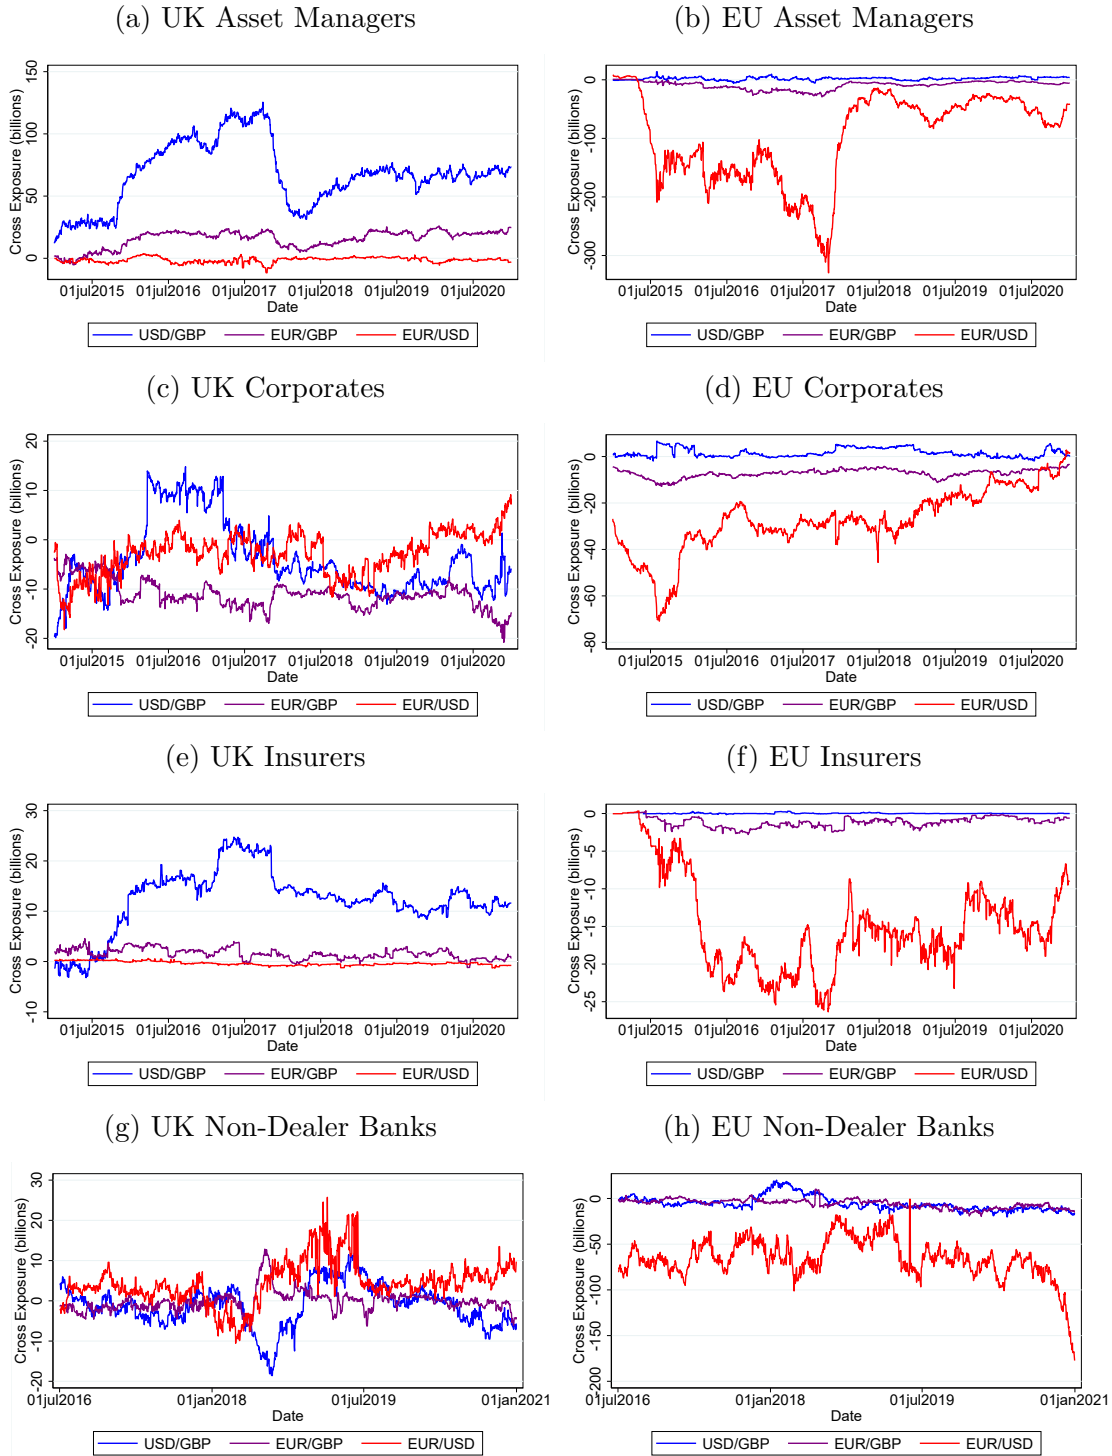 (a) UK Asset Managers
Cross Exposure (billions)
150
100
50
0
01jul2015 01jul2016 01jul2017 01jul2018 01jul2019 01jul2020
Date
USD/GBP EUR/GBP EUR/USD
(b) EU Asset Managers
Cross Exposure (billions)
0
-100
-200
-300
01jul2015 01jul2016 01jul2017 01jul2018 01jul2019 01jul2020
Date
USD/GBP EUR/GBP EUR/USD
(c) UK Corporates
Cross Exposure (billions)
20
10
0
-10
-20
01jul2015 01jul2016 01jul2017 01jul2018 01jul2019 01jul2020
Date
USD/GBP EUR/GBP EUR/USD
(d) EU Corporates
Cross Exposure (billions)
0
-20
-40
-60
-80
01jul2015 01jul2016 01jul2017 01jul2018 01jul2019 01jul2020
Date
USD/GBP EUR/GBP EUR/USD
(e) UK Insurers
Cross Exposure (billions)
30
20
10
0
-10
01jul2015 01jul2016 01jul2017 01jul2018 01jul2019 01jul2020
Date
USD/GBP EUR/GBP EUR/USD
(f) EU Insurers
Cross Exposure (billions)
0
-5
-10
-15
-20
-25
01jul2015 01jul2016 01jul2017 01jul2018 01jul2019 01jul2020
Date
USD/GBP EUR/GBP EUR/USD
(g) UK Non-Dealer Banks
Cross Exposure (billions)
30
20
10
0
-10
-20
01jul2016 01jan2018 01jul2019 01jan2021
Date
USD/GBP EUR/GBP EUR/USD
(h) EU Non-Dealer Banks
Cross Exposure (billions)
0
-50
-100
-150
-200
01jul2016 01jan2018 01jul2019 01jan2021
Date
USD/GBP EUR/GBP EUR/USD